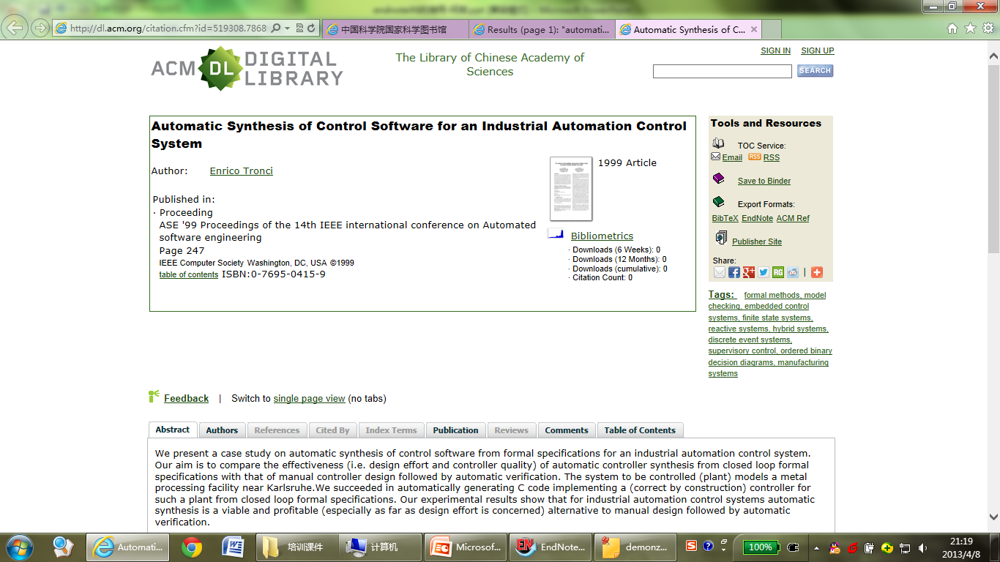 http://dl.acm.org/citation.cfm?id=519308.7868
中国科学院国家科学图书馆
Results (page 1): "automati...
Automatic Synthesis of C...
ACM DL DIGITAL LIBRARY
The Library of Chinese Academy of
Sciences
SIGN IN SIGN UP
SEARCH
Automatic Synthesis of Control Software for an Industrial Automation Control
System
1999 Article
Author: Enrico Tronci
Published in:
· Proceeding
ASE '99 Proceedings of the 14th IEEE international conference on Automated
software engineering
Page 247
IEEE Computer Society Washington, DC, USA ©1999
table of contents ISBN:0-7695-0415-9
Bibliometrics
· Downloads (6 Weeks): 0
· Downloads (12 Months): 0
· Downloads (cumulative): 0
· Citation Count: 0
Tools and Resources
TOC Service:
Email RSS RSS
Save to Binder
Export Formats:
BibTeX EndNote ACM Ref
Publisher Site
Share:
Tags: formal methods, model
checking, embedded control
systems, finite state systems,
reactive systems, hybrid systems,
discrete event systems,
supervisory control, ordered binary
decision diagrams, manufacturing
systems
Feedback | Switch to single page view (no tabs)
Abstract Authors References Cited By Index Terms Publication Reviews Comments Table of Contents
We present a case study on automatic synthesis of control software from formal specifications for an industrial automation control system.
Our aim is to compare the effectiveness (i.e. design effort and controller quality) of automatic controller synthesis from closed loop formal
specifications with that of manual controller design followed by automatic verification. The system to be controlled (plant) models a metal
processing facility near Karlsruhe.We succeeded in automatically generating C code implementing a (correct by construction) controller for
such a plant from closed loop formal specifications. Our experimental results show that for industrial automation control systems automatic
synthesis is a viable and profitable (especially as far as design effort is concerned) alternative to manual design followed by automatic
verification.
Automati...
培训课件
计算机
Microsof...
EndNote...
demonz...
100%
21:19
2013/4/8